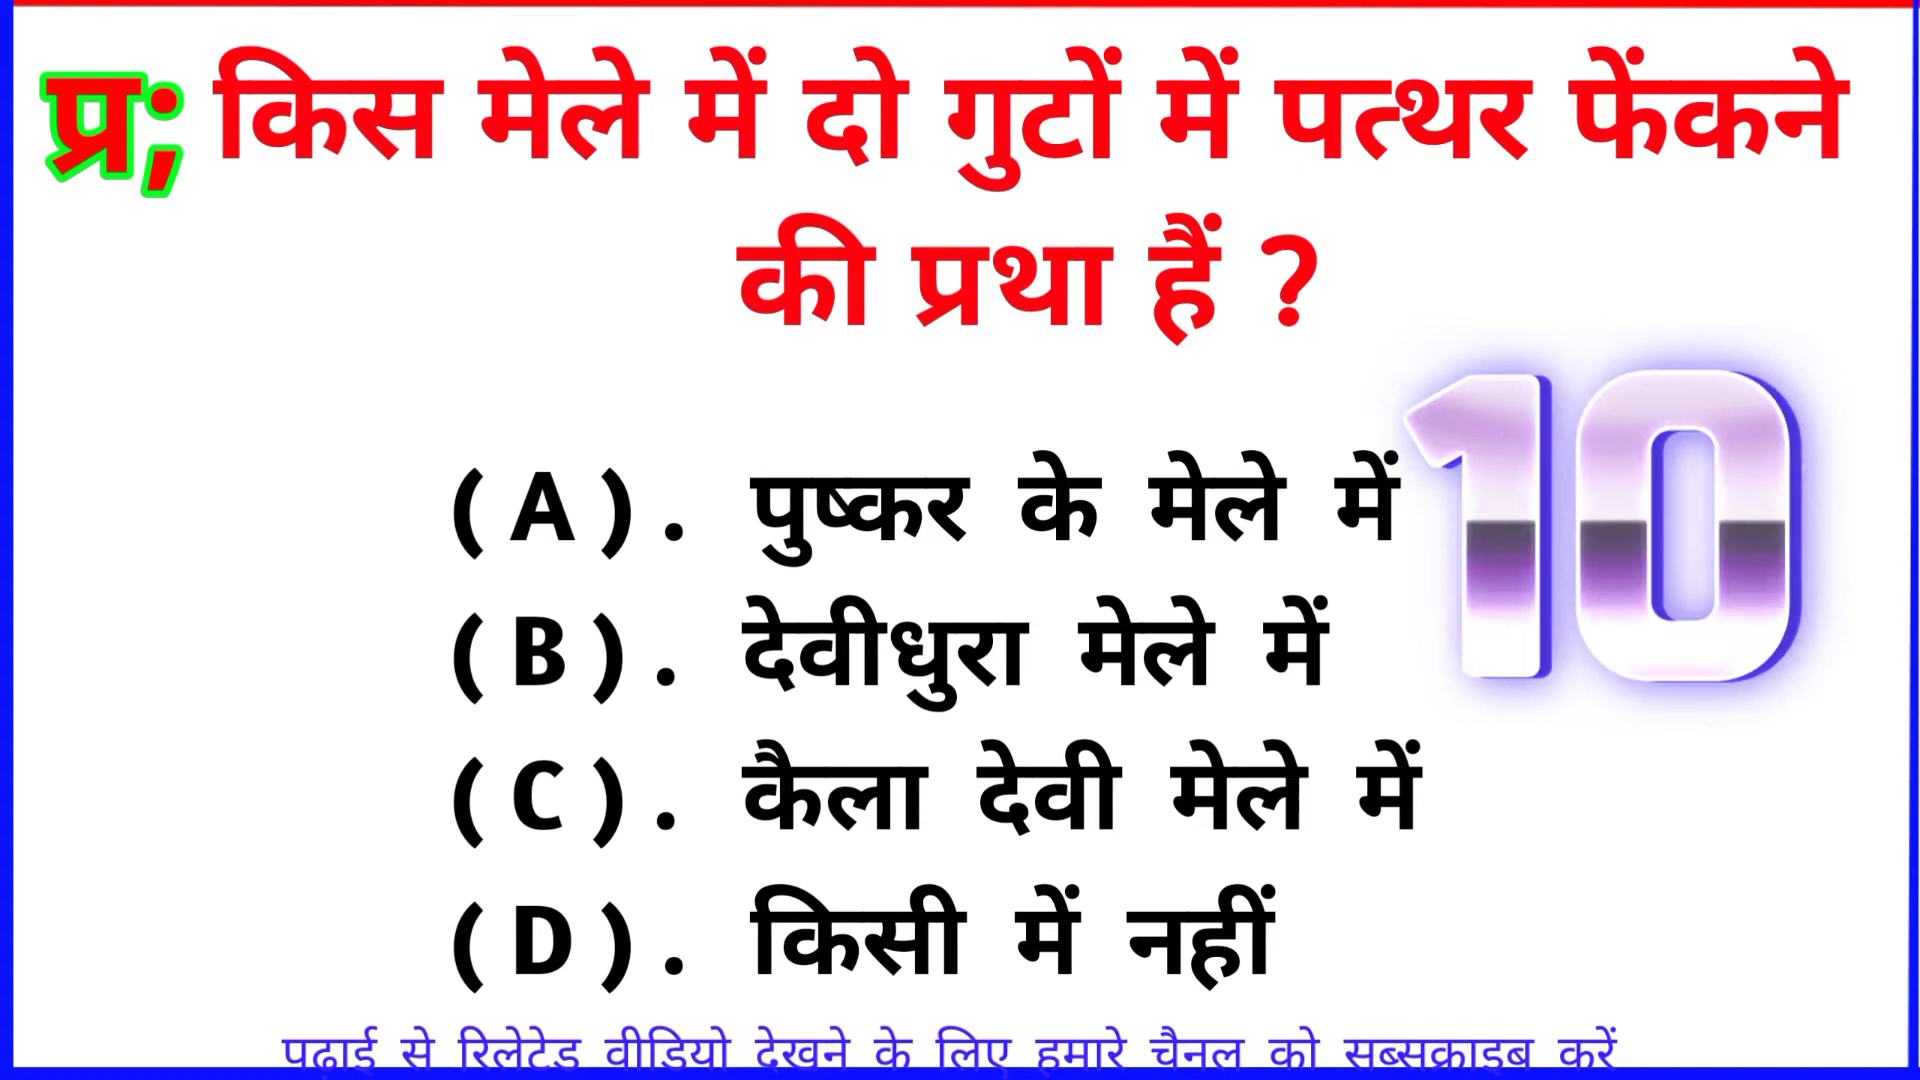 प्र; किस मेले में दो गुटों में पत्थर फेंकने
की प्रथा हैं ?
10
(A). पुष्कर के मेले में
(B). देवीधुरा मेले में
(C). कैला देवी मेले में
(D). किसी में नहीं
पढ़ाई से रिलेटेड वीडियो देखने के लिए हमारे चैनल को सब्सक्राइब करें